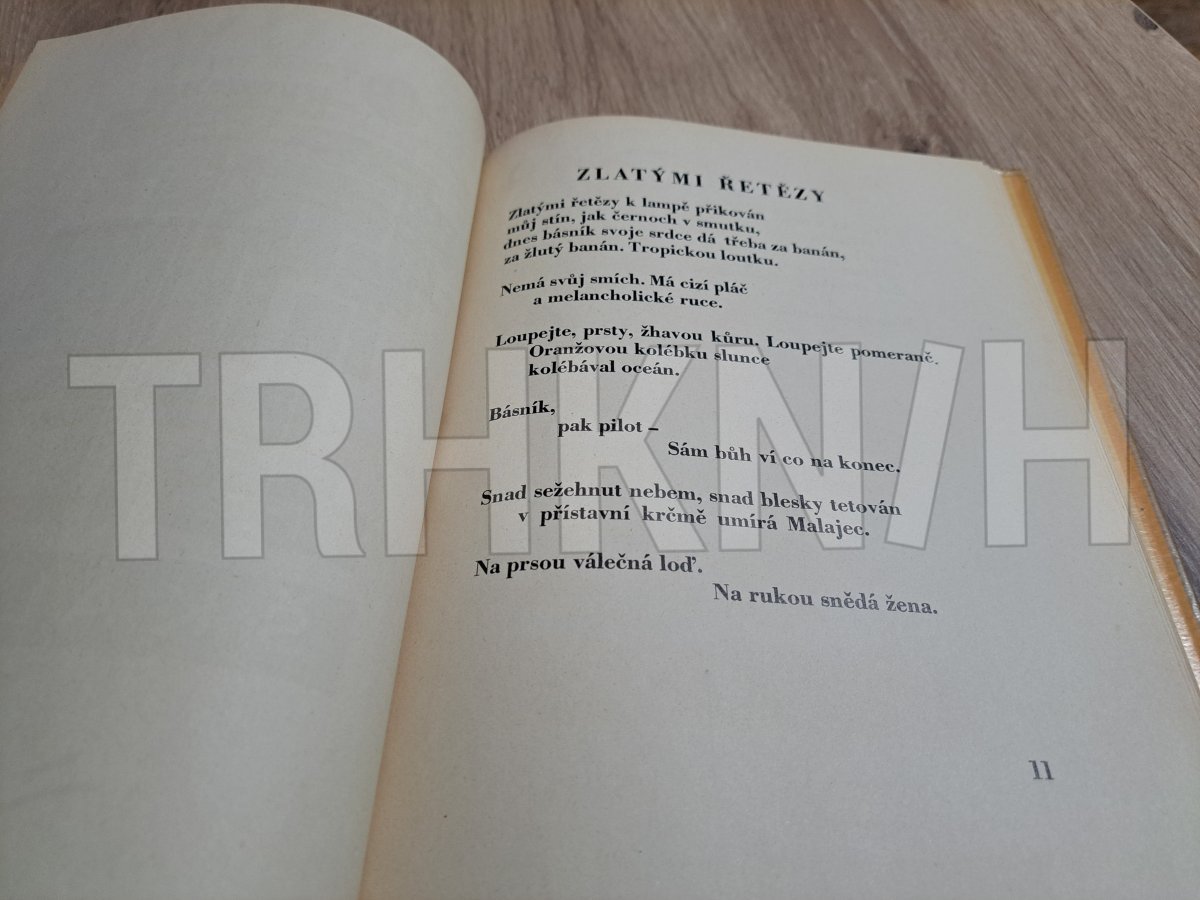 ZLATÝMI ŘETĚZY
Zlatými řetězy k lampě přikován
můj stín, jak černoch v smutku,
dnes básník svoje srdce dá třeba za banán,
za žlutý banán. Tropickou loutku.
Nemá svůj smích. Má cizí pláč
a melancholické ruce.
Loupejte, prsty, žhavou kůru. Loupejte pomeranč.
Oranžovou kolébku slunce
kolébával oceán.
Básník,
pak pilot –
Sám bůh ví co na konec.
Snad sežehnut nebem, snad blesky tetován
v přístavní krčmě umírá Malajec.
Na prsou válečná loď.
Na rukou snědá žena.
11
TRHKNIH